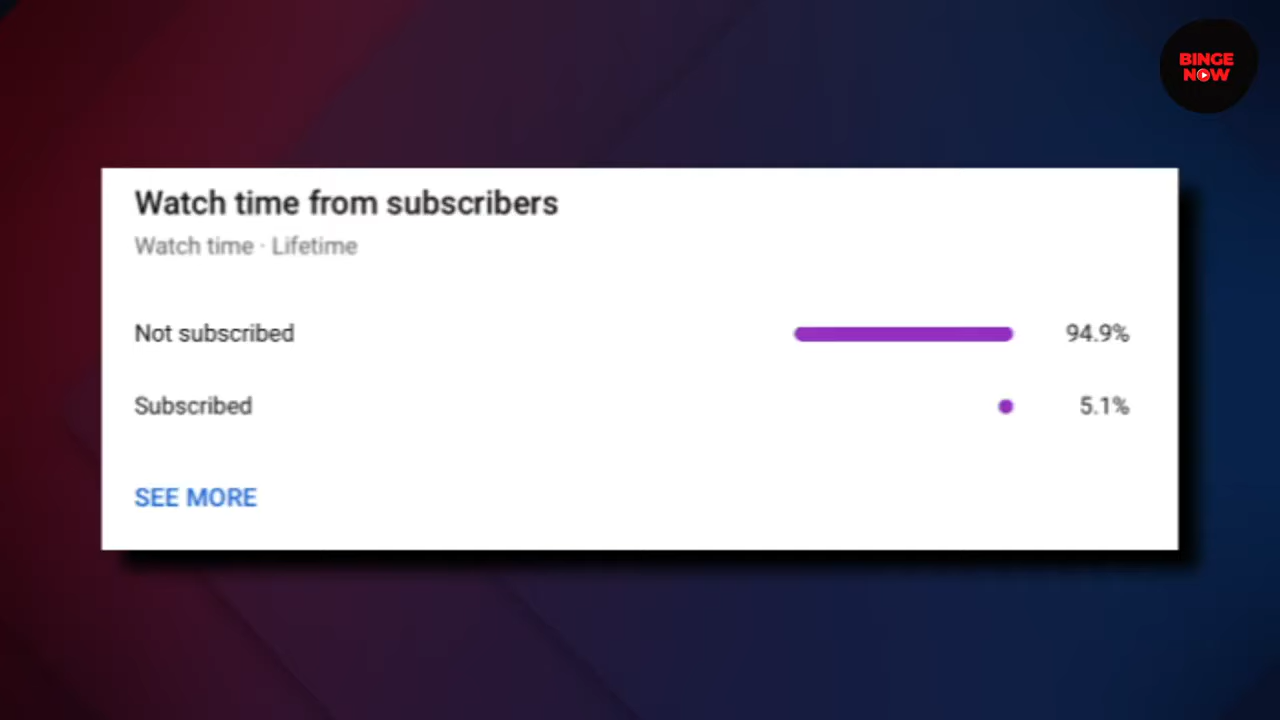 BINGE
NOW
Watch time from subscribers
Watch time · Lifetime
Not subscribed 94.9%
Subscribed 5.1%
SEE MORE